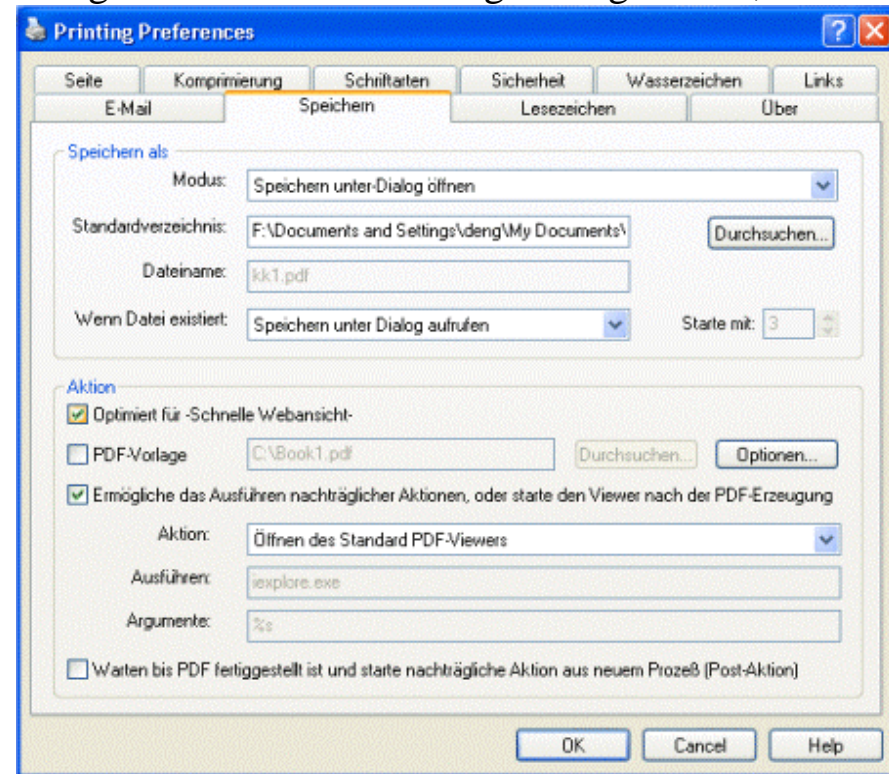 Printing Preferences
Seite Komprimierung Schriftarten Sicherheit Wasserzeichen Links
E-Mail Speichern Lesezeichen Über
Speichern als
Modus: Speichern unter-Dialog öffnen
Standardverzeichnis: F:\Documents and Settings\deng\My Documents\ Durchsuchen...
Dateiname: kk1.pdf
Wenn Datei existiert: Speichern unter Dialog aufrufen Starte mit: 3
Aktion
Optimiert für -Schnelle Webansicht-
PDF-Vorlage C:\Book1.pdf Durchsuchen... Optionen...
Ermögliche das Ausführen nachträglicher Aktionen, oder starte den Viewer nach der PDF-Erzeugung
Aktion: Öffnen des Standard PDF-Viewers
Ausführen: iexplore.exe
Argumente: %s
Warten bis PDF fertiggestellt ist und starte nachträgliche Aktion aus neuem Prozeß (Post-Aktion)
OK Cancel Help